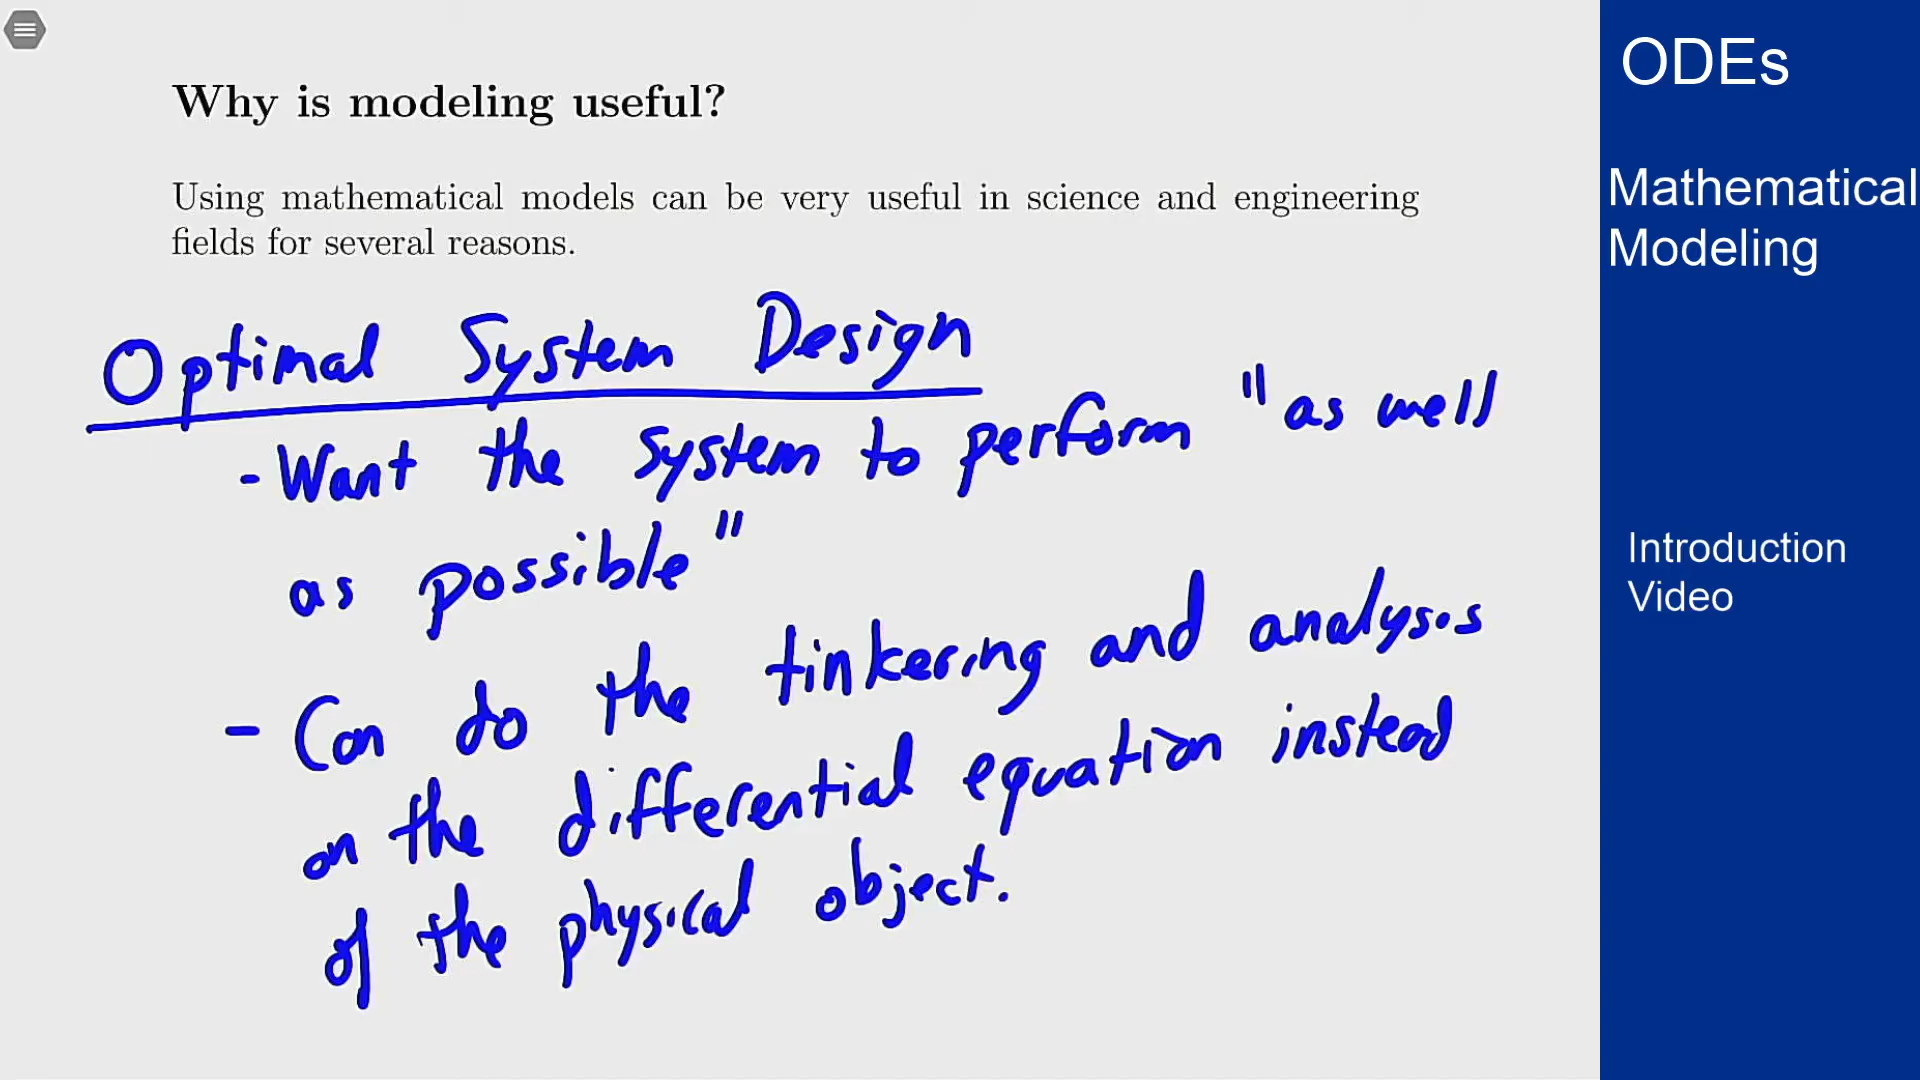 Why is modeling useful?
Using mathematical models can be very useful in science and engineering
fields for several reasons.
Optimal System Design
- Want the system to perform "as well
as possible"
- Can do the tinkering and analysis
on the differential equation instead
of the physical object.
ODEs
Mathematical
Modeling
Introduction
Video